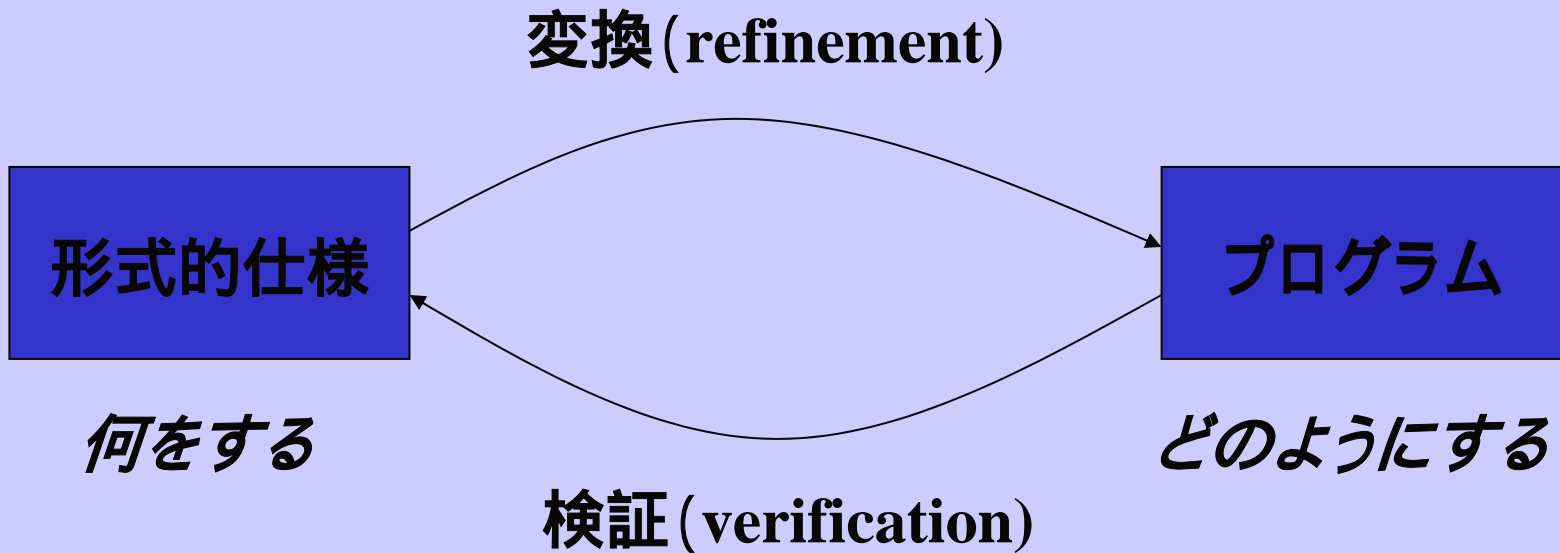 変換(refinement)
形式的仕様
プログラム
何をする
どのようにする
検証(verification)